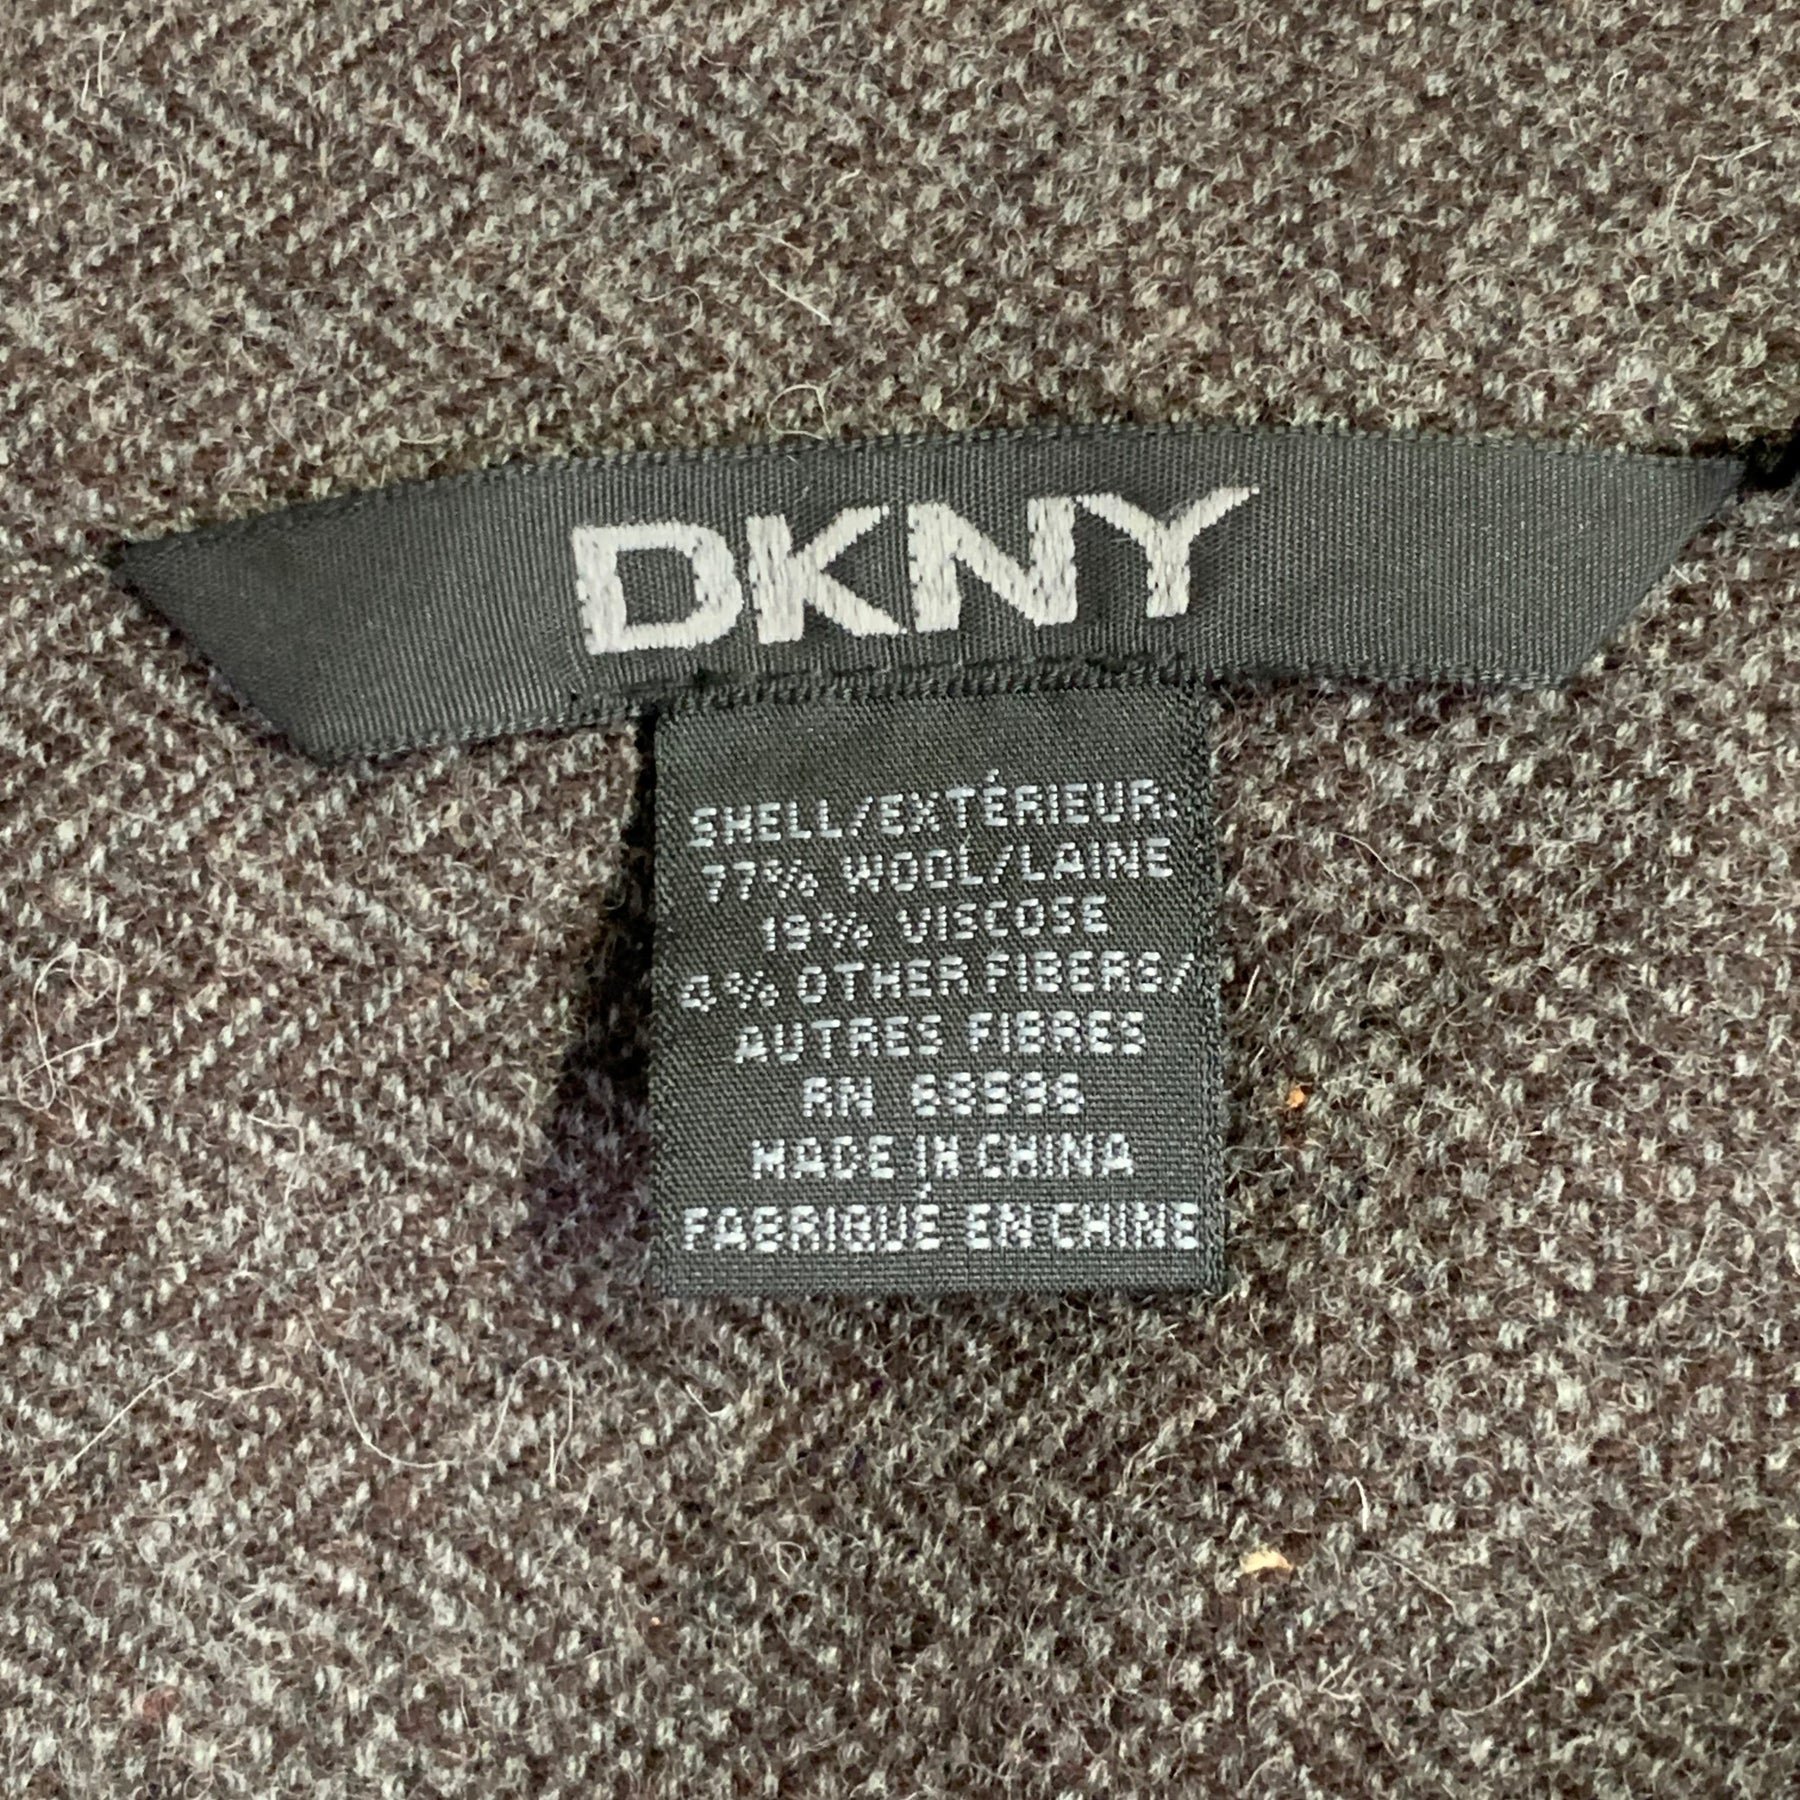 DKNY
SHELL/EXTÉRIEUR:
77% WOOL/LAINE
19% VISCOSE
4% OTHER FIBERS/
AUTRES FIBRES
RN
MADE IN CHINA
FABRIQUÉ EN CHINE